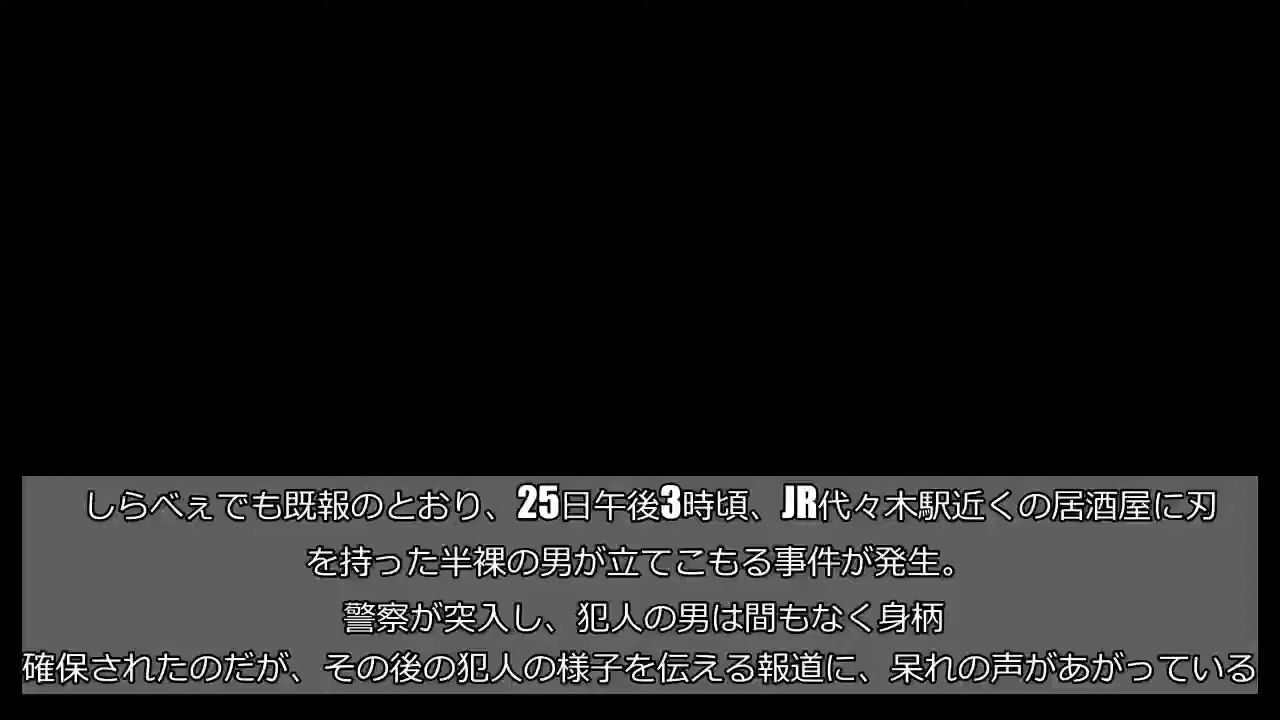 しらべぇでも既報のとおり、25日午後3時頃、JR代々木駅近くの居酒屋に刃
を持った半裸の男が立てこもる事件が発生。
警察が突入し、犯人の男は間もなく身柄
確保されたのだが、その後の犯人の様子を伝える報道に、呆れの声があがっている